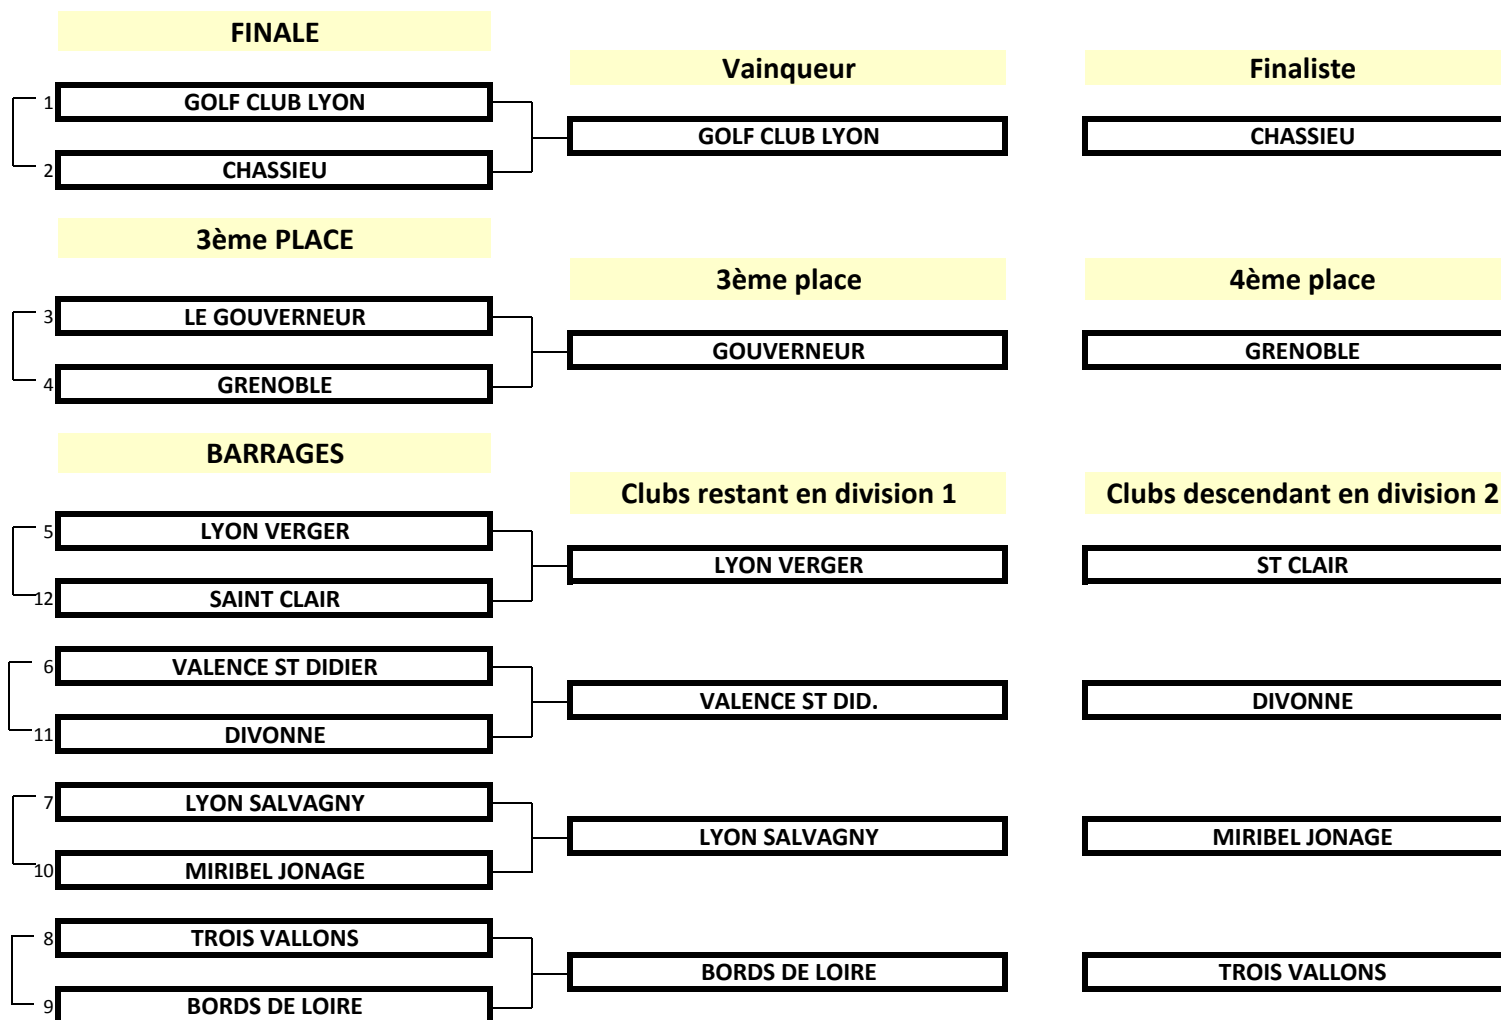 FINALE
Vainqueur
Finaliste
1 GOLF CLUB LYON
GOLF CLUB LYON
CHASSIEU
2 CHASSIEU
3ème PLACE
3ème place
4ème place
3 LE GOUVERNEUR
GOUVERNEUR
GRENOBLE
4 GRENOBLE
BARRAGES
Clubs restant en division 1
Clubs descendant en division 2
5 LYON VERGER
LYON VERGER
ST CLAIR
12 SAINT CLAIR
6 VALENCE ST DIDIER
VALENCE ST DID.
DIVONNE
11 DIVONNE
7 LYON SALVAGNY
LYON SALVAGNY
MIRIBEL JONAGE
10 MIRIBEL JONAGE
8 TROIS VALLONS
BORDS DE LOIRE
TROIS VALLONS
9 BORDS DE LOIRE